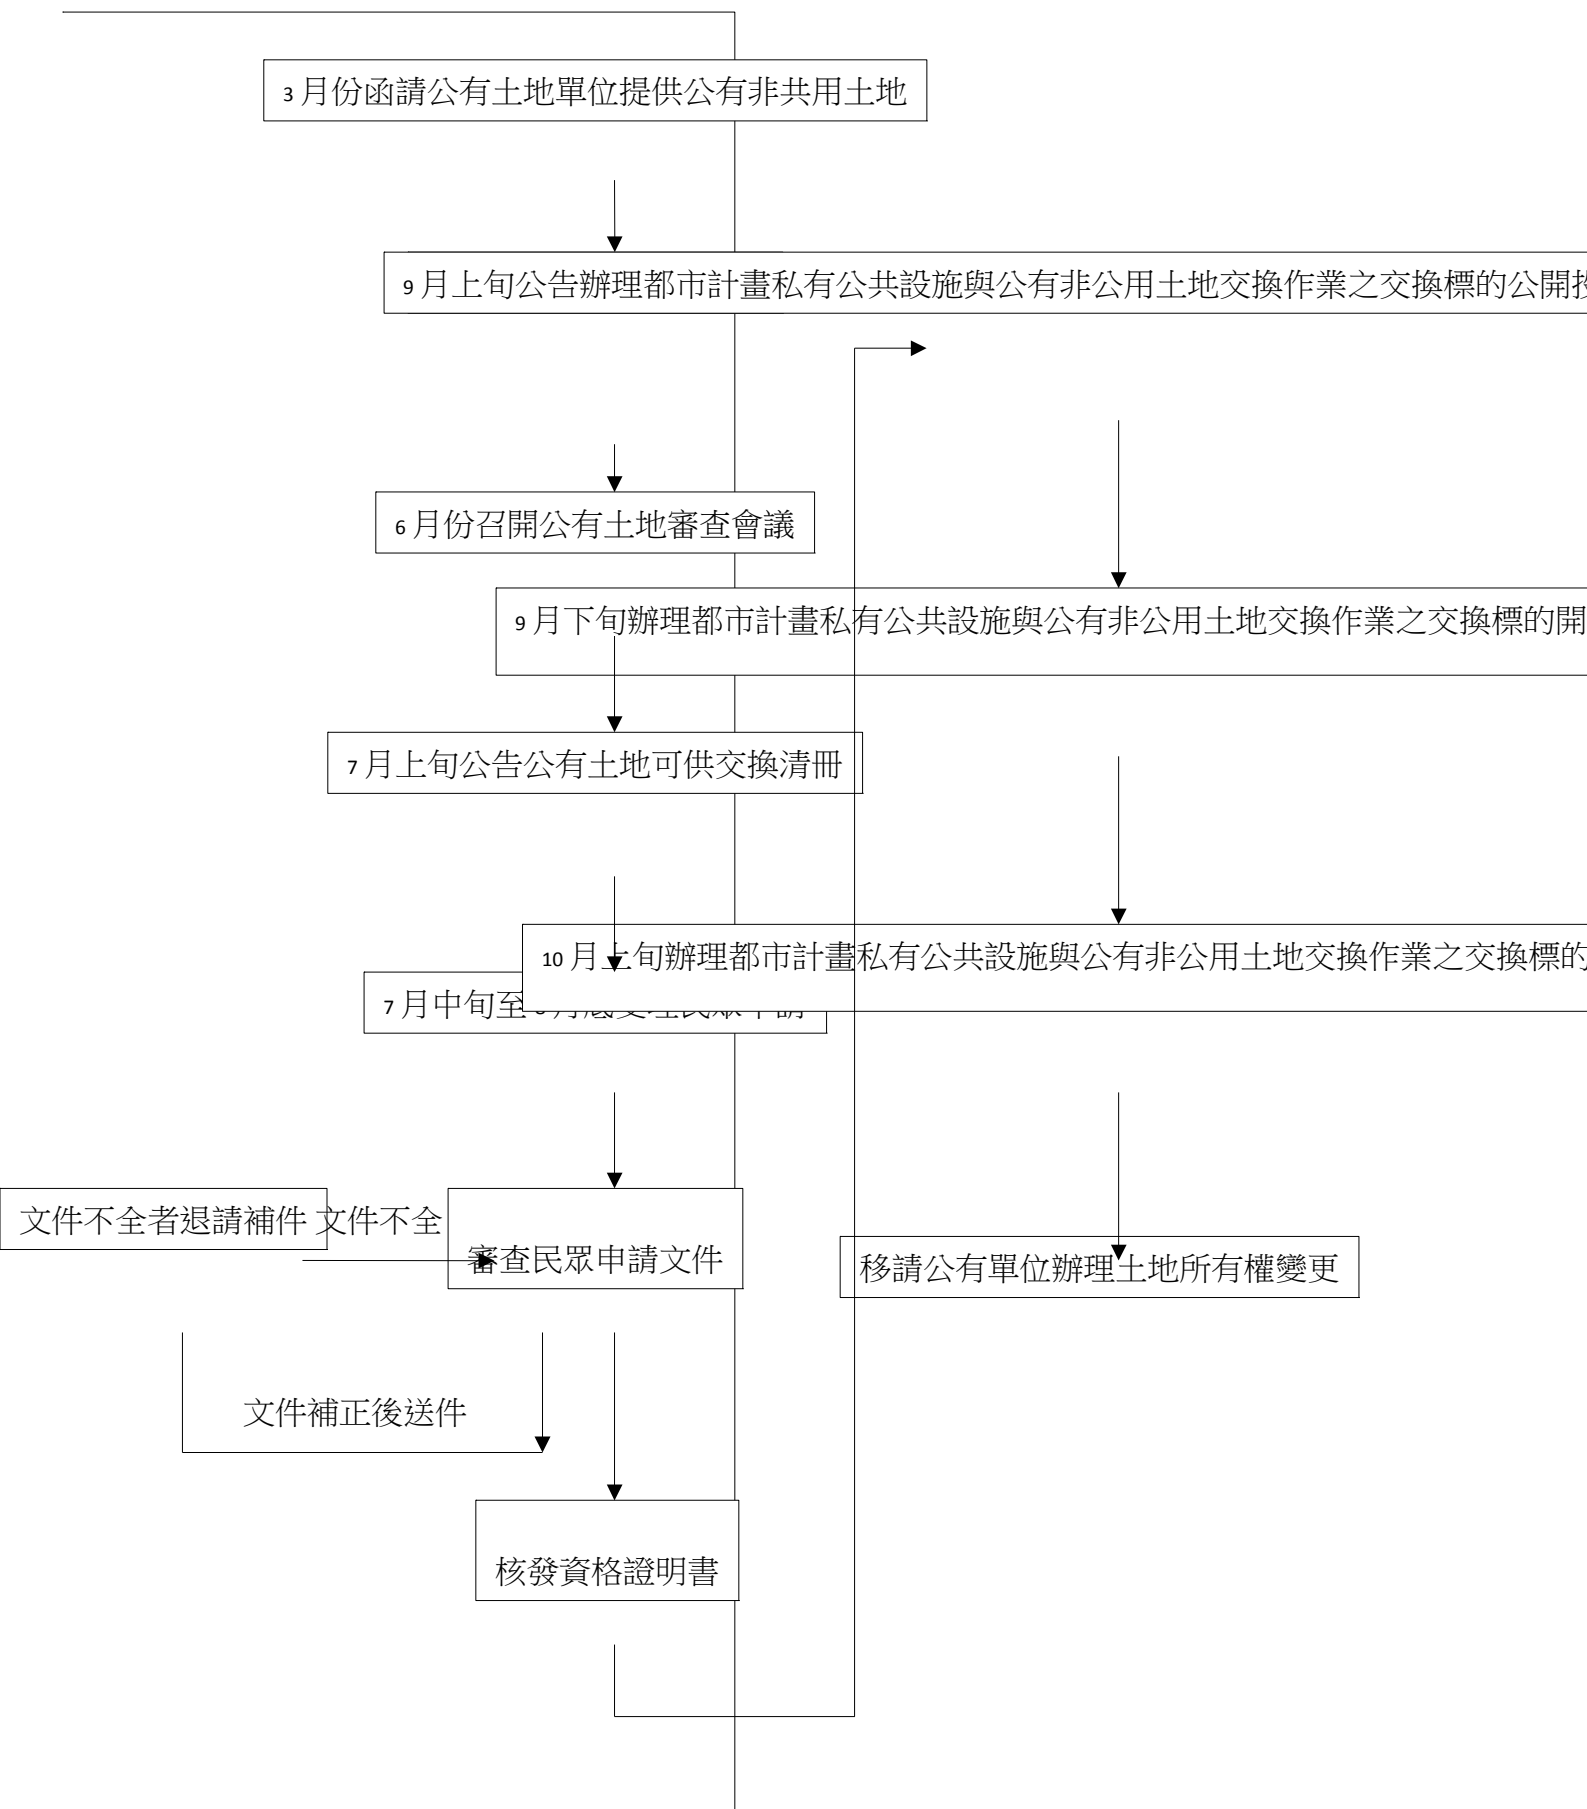 3月份函請公有土地單位提供公有非共用土地
9月上旬公告辦理都市計畫私有公共設施與公有非公用土地交換作業之交換標的公開
6月份召開公有土地審查會議
9月下旬辦理都市計畫私有公共設施與公有非公用土地交換作業之交換標的開
7月上旬公告公有土地可供交換清冊
10月上旬辦理都市計畫私有公共設施與公有非公用土地交換作業之交換標的
7月中旬至
文件不全者退請補件 文件不全
審查民眾申請文件
移請公有單位辦理土地所有權變更
文件補正後送件
核發資格證明書